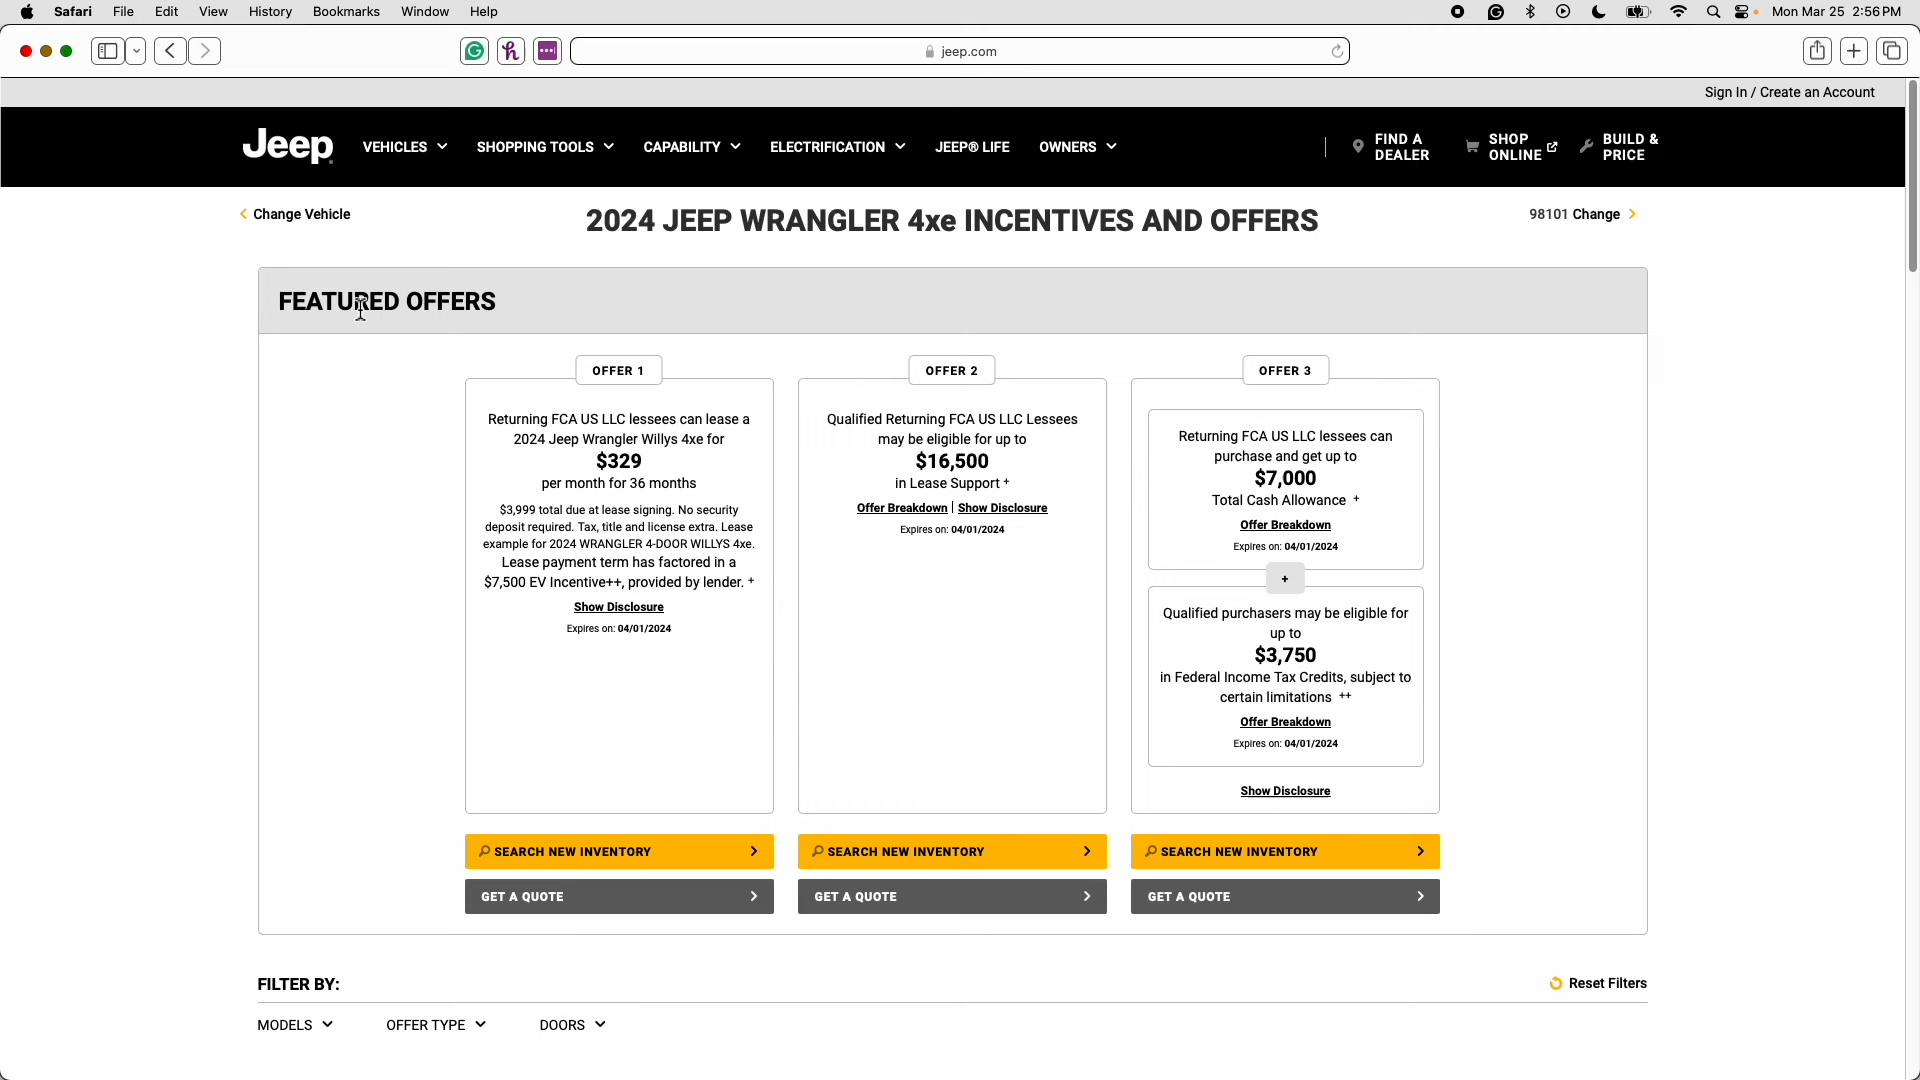 Safari File Edit View History Bookmarks Window Help Mon Mar 25 2:56 PM
jeep.com
Sign In / Create an Account
Jeep VEHICLES SHOPPING TOOLS CAPABILITY ELECTRIFICATION JEEP® LIFE OWNERS
FIND A
DEALER
SHOP
ONLINE
BUILD &
PRICE
Change Vehicle
2024 JEEP WRANGLER 4xe INCENTIVES AND OFFERS
98101 Change
FEATURED OFFERS
OFFER 1
Returning FCA US LLC lessees can lease a
2024 Jeep Wrangler Willys 4xe for
$329
per month for 36 months
$3,999 total due at lease signing. No security
deposit required. Tax, title and license extra. Lease
example for 2024 WRANGLER 4-DOOR WILLYS 4xe.
Lease payment term has factored in a
$7,500 EV Incentive++, provided by lender. +
Show Disclosure
Expires on: 04/01/2024
SEARCH NEW INVENTORY
GET A QUOTE
OFFER 2
Qualified Returning FCA US LLC Lessees
may be eligible for up to
$16,500
in Lease Support +
Offer Breakdown | Show Disclosure
Expires on: 04/01/2024
SEARCH NEW INVENTORY
GET A QUOTE
OFFER 3
Returning FCA US LLC lessees can
purchase and get up to
$7,000
Total Cash Allowance +
Offer Breakdown
Expires on: 04/01/2024
+
Qualified purchasers may be eligible for
up to
$3,750
in Federal Income Tax Credits, subject to
certain limitations ++
Offer Breakdown
Expires on: 04/01/2024
Show Disclosure
SEARCH NEW INVENTORY
GET A QUOTE
FILTER BY:
Reset Filters
MODELS OFFER TYPE DOORS